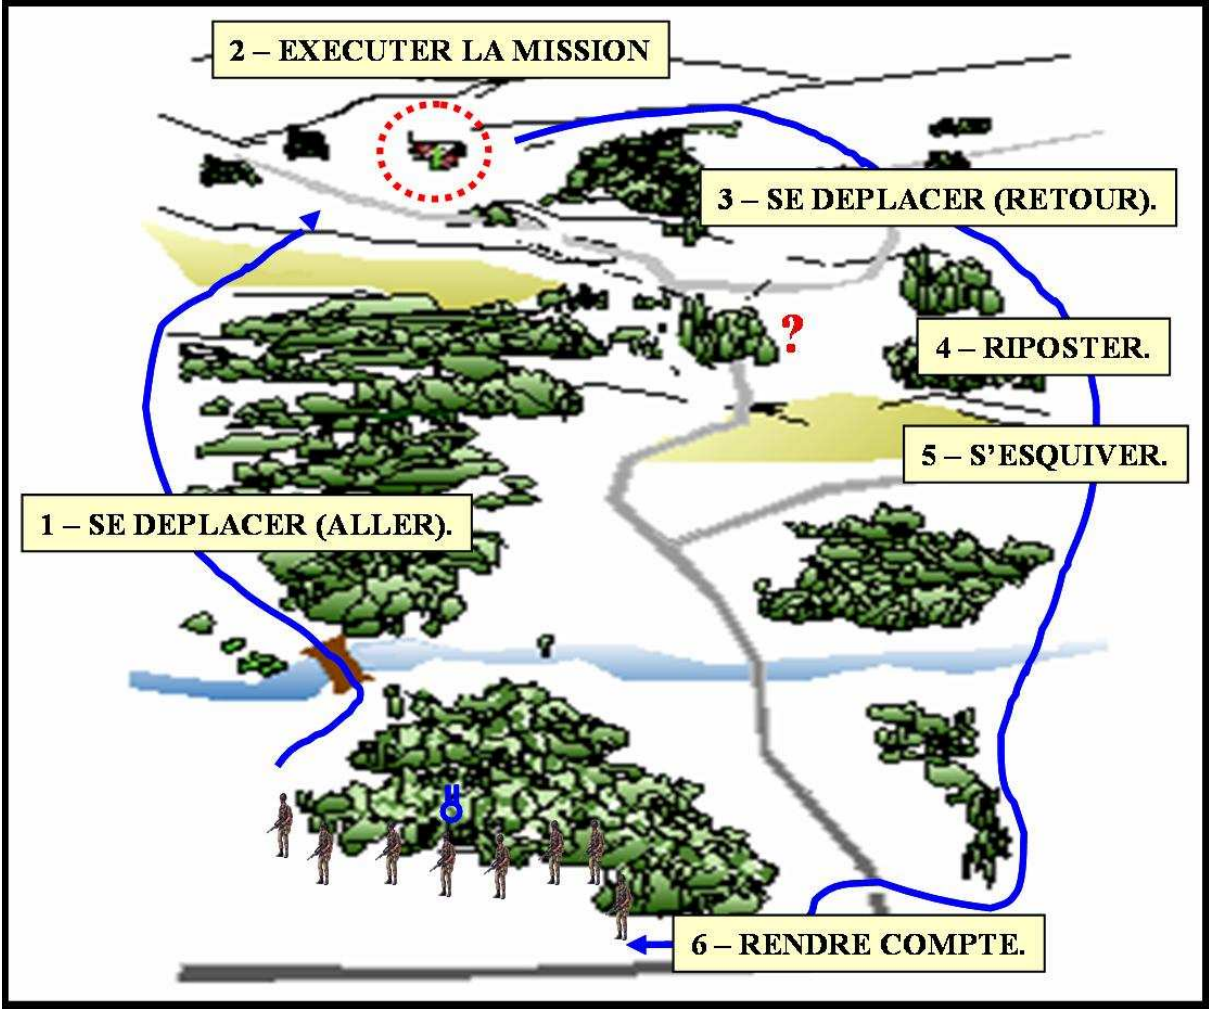 2 – EXECUTER LA MISSION
3 – SE DEPLACER (RETOUR).
?
4 – RIPOSTER.
5 – S'ESQUIVER.
1 – SE DEPLACER (ALLER).
6 – RENDRE COMPTE.